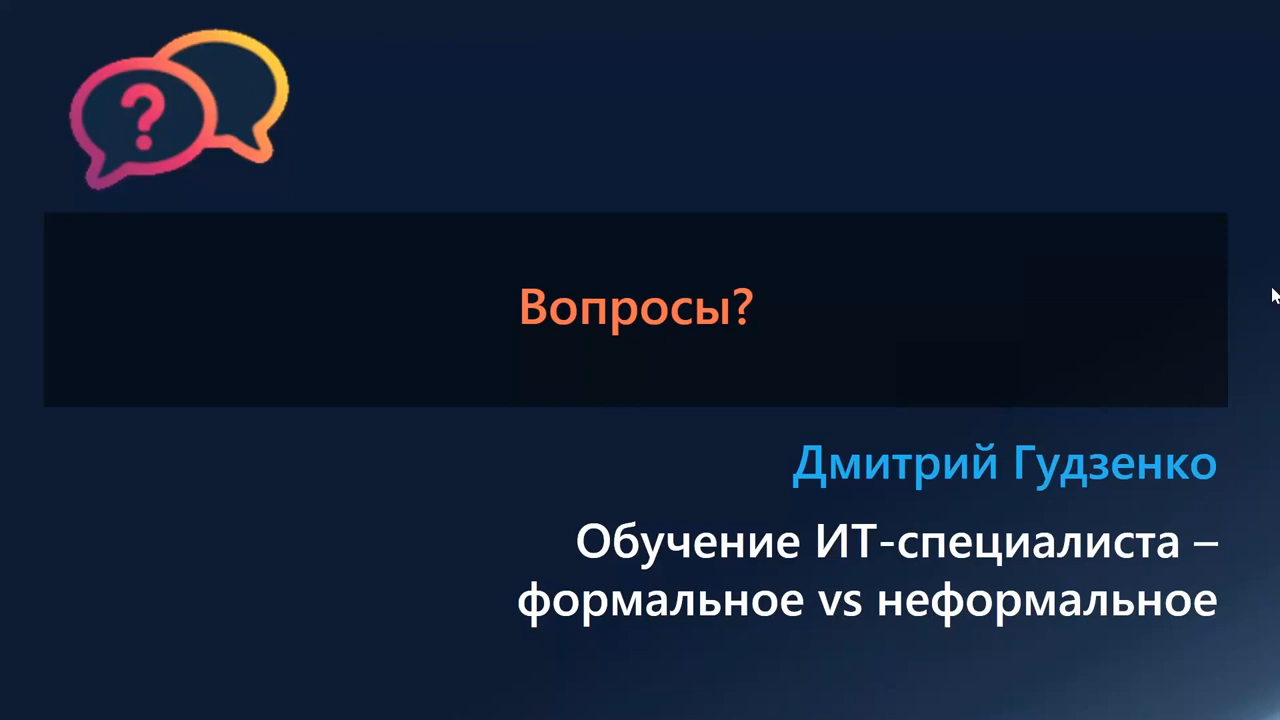 ?
Вопросы?
Дмитрий Гудзенко
Обучение ИТ-специалиста –
формальное vs неформальное